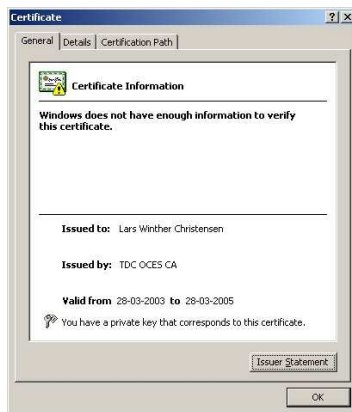 Certificate
General Details Certification Path
Certificate Information
Windows does not have enough information to verify
this certificate.
Issued to: Lars Winther Christensen
Issued by: TDC OCES CA
Valid from 28-03-2003 to 28-03-2005
You have a private key that corresponds to this certificate.
Issuer Statement
OK